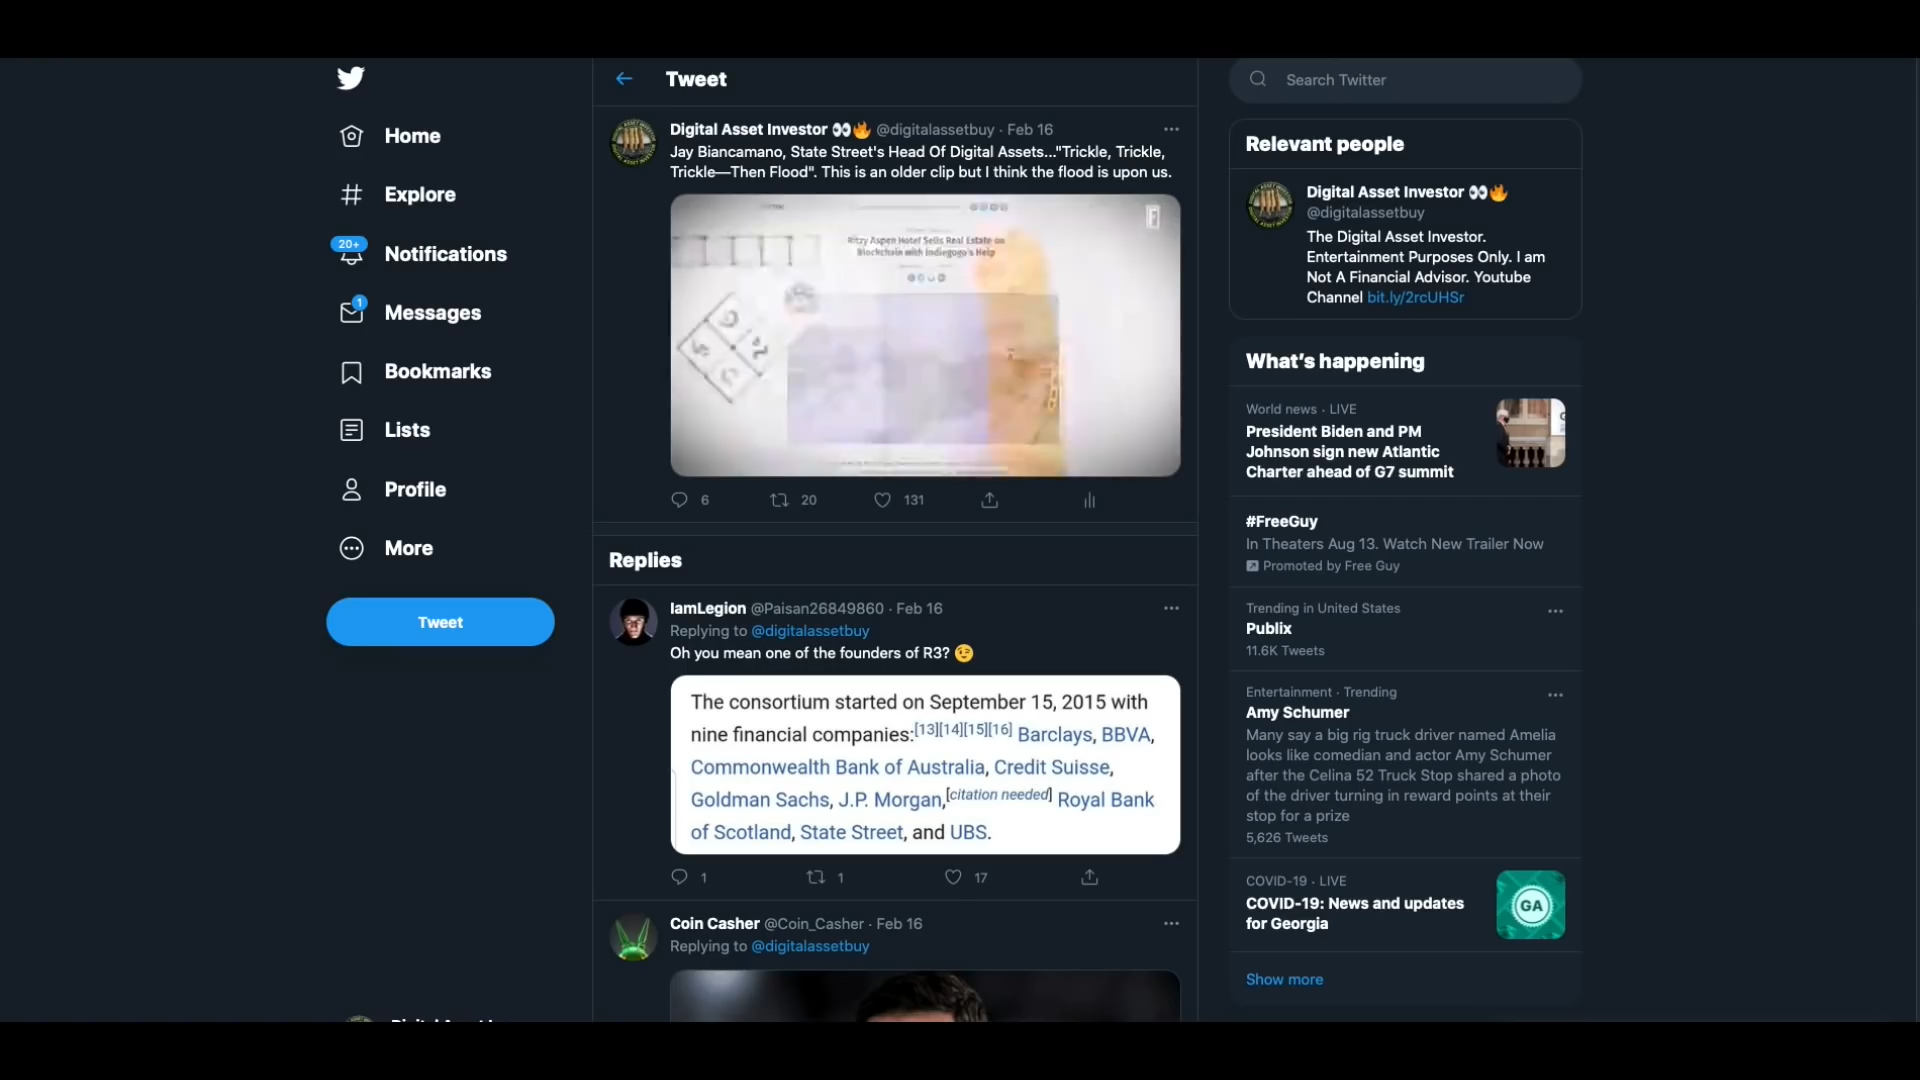 Home
Explore
20+
Notifications
1
Messages
Bookmarks
Lists
Profile
More
Tweet
Tweet
Digital Asset Investor 👀🔥 @digitalassetbuy · Feb 16
Jay Biancamano, State Street's Head Of Digital Assets..."Trickle, Trickle,
Trickle—Then Flood". This is an older clip but I think the flood is upon us.
Ritzy Aspen Hotel Sells Real Estate on
Blockchain with Indiegogo's Help
6
20
131
Replies
IamLegion @Paisan26849860 · Feb 16
Replying to @digitalassetbuy
Oh you mean one of the founders of R3? 😉
The consortium started on September 15, 2015 with
nine financial companies:[13][14][15][16] Barclays, BBVA,
Commonwealth Bank of Australia, Credit Suisse,
Goldman Sachs, J.P. Morgan,[citation needed] Royal Bank
of Scotland, State Street, and UBS.
1
1
17
Coin Casher @Coin_Casher · Feb 16
Replying to @digitalassetbuy
Search Twitter
Relevant people
Digital Asset Investor 👀🔥
@digitalassetbuy
The Digital Asset Investor.
Entertainment Purposes Only. I am
Not A Financial Advisor. Youtube
Channel bit.ly/2rcUHSr
What's happening
World news · LIVE
President Biden and PM
Johnson sign new Atlantic
Charter ahead of G7 summit
#FreeGuy
In Theaters Aug 13. Watch New Trailer Now
Promoted by Free Guy
Trending in United States
Publix
11.6K Tweets
Entertainment · Trending
Amy Schumer
Many say a big rig truck driver named Amelia
looks like comedian and actor Amy Schumer
after the Celina 52 Truck Stop shared a photo
of the driver turning in reward points at their
stop for a prize
5,626 Tweets
COVID-19 · LIVE
COVID-19: News and updates
for Georgia
GA
Show more